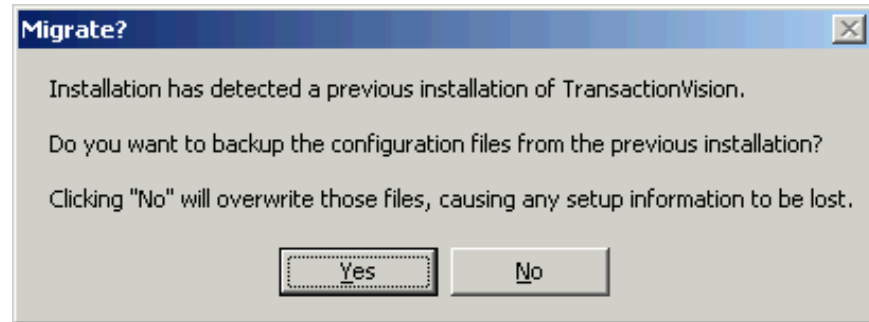 Migrate?
Installation has detected a previous installation of TransactionVision.
Do you want to backup the configuration files from the previous installation?
Clicking "No" will overwrite those files, causing any setup information to be lost.
Yes No